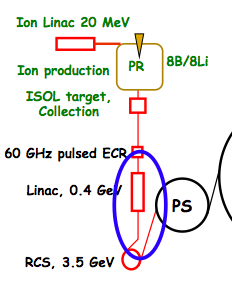 Ion Linac 20 MeV
PR
8B/8Li
Ion production
ISOL target,
Collection
60 GHz pulsed ECR
Linac, 0.4 GeV
PS
RCS, 3.5 GeV